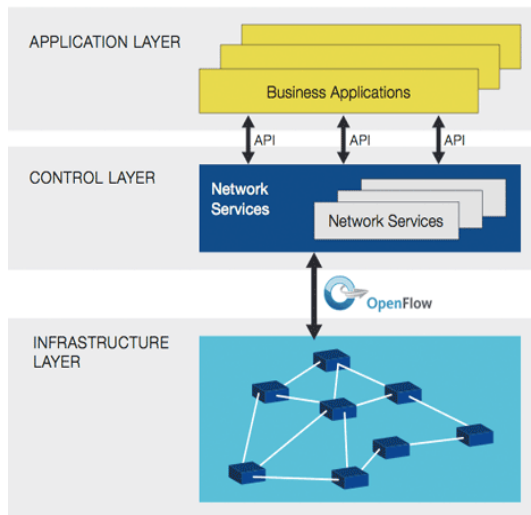 APPLICATION LAYER
Business Applications
API
API
API
CONTROL LAYER
Network
Services
Network Services
OpenFlow
INFRASTRUCTURE
LAYER